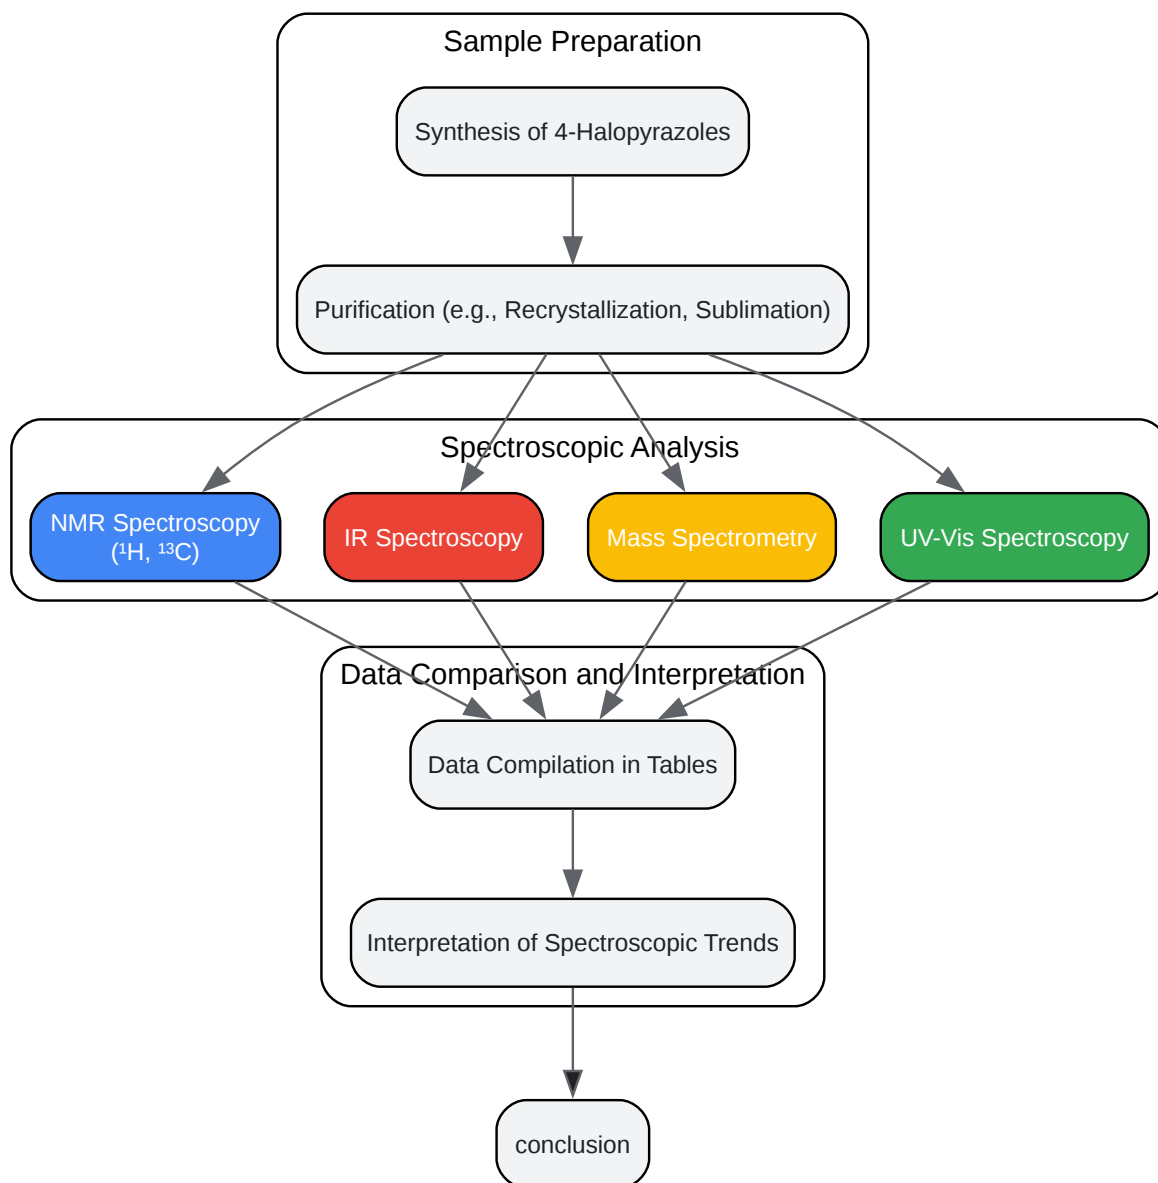 Sample Preparation
Synthesis of 4-Halopyrazoles
Purification (e.g., Recrystallization, Sublimation)
Spectroscopic Analysis
NMR Spectroscopy
(¹H, ¹³C)
IR Spectroscopy
Mass Spectrometry
UV-Vis Spectroscopy
Data Comparison and Interpretation
Data Compilation in Tables
Interpretation of Spectroscopic Trends
conclusion